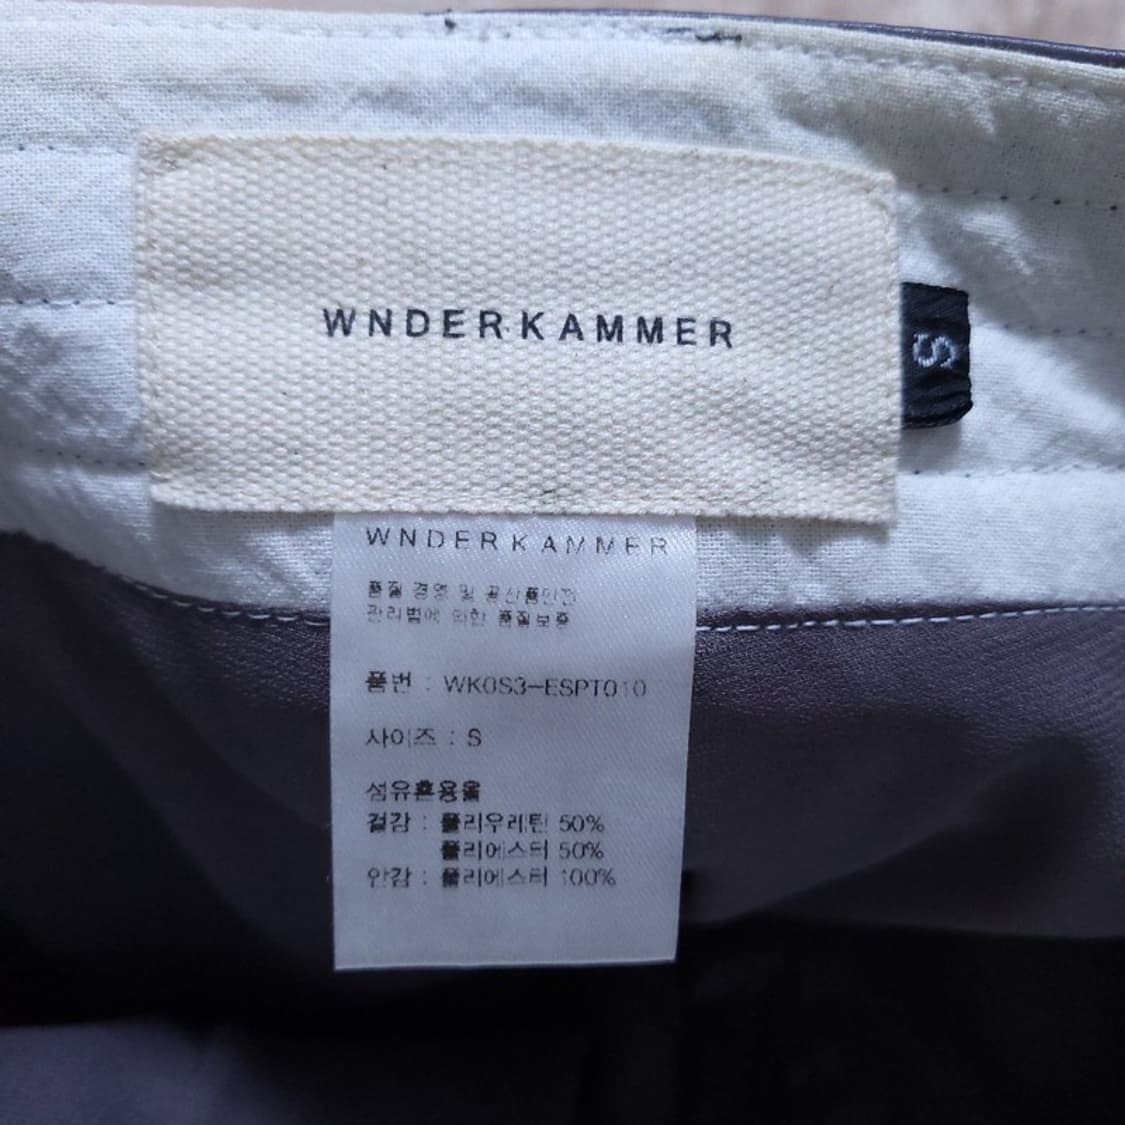 WNDERKAMMER
S
WNDERKAMMER
품질 경영 및 공산품안전
관리법에 의한 품질보증
품번 : WK0S3-ESPT010
사이즈 : S
섬유혼용율
겉감 : 폴리우레탄 50%
폴리에스터 50%
안감 : 폴리에스터 100%